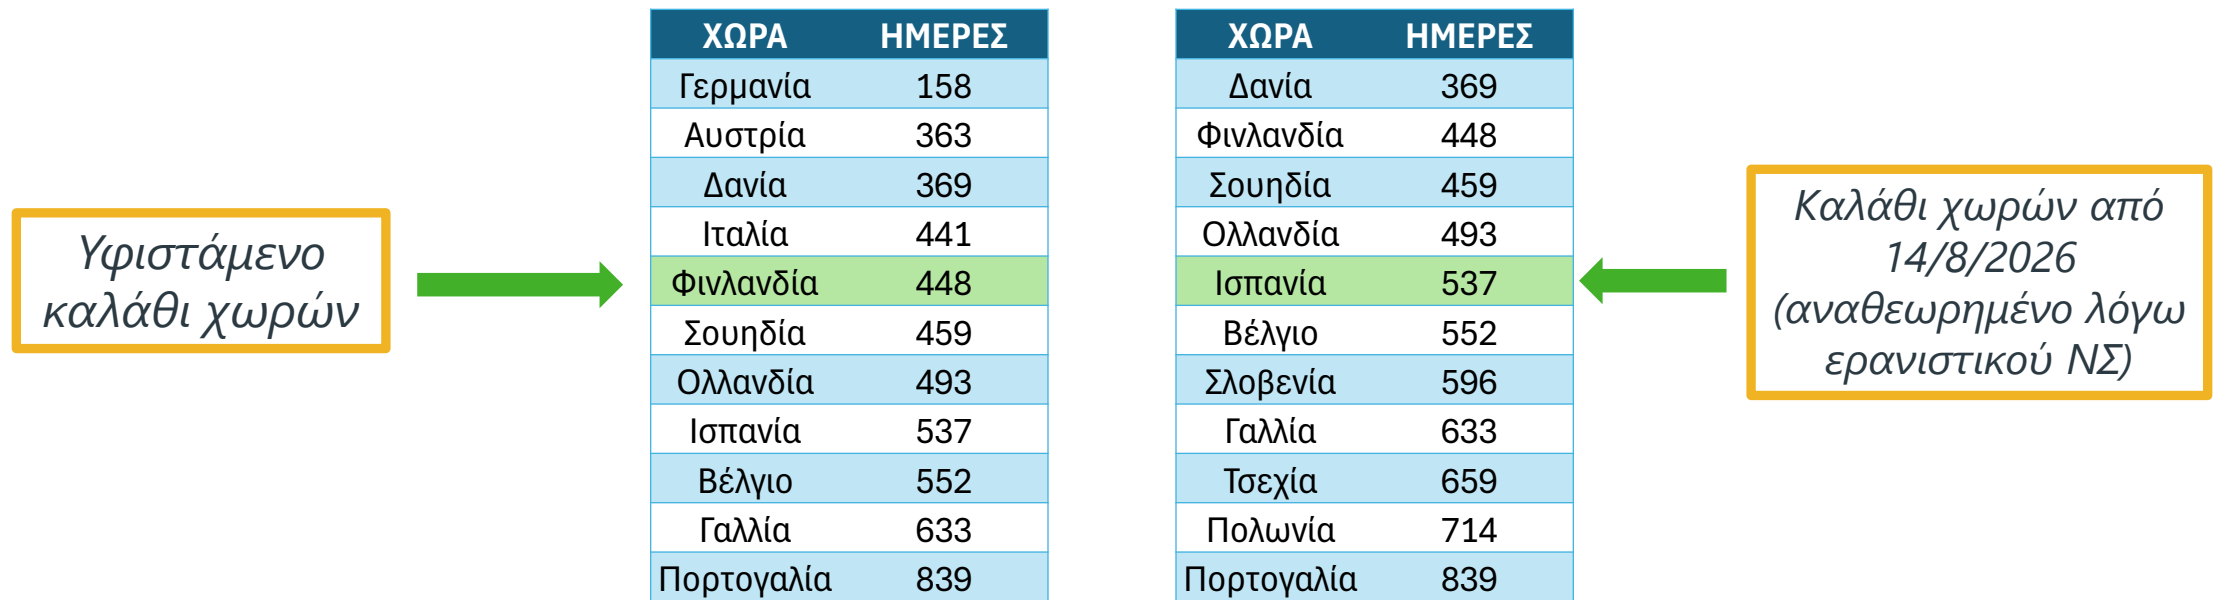 Υφιστάμενο
καλάθι χωρών
ΧΩΡΑ ΗΜΕΡΕΣ
Γερμανία 158
Αυστρία 363
Δανία 369
Ιταλία 441
Φινλανδία 448
Σουηδία 459
Ολλανδία 493
Ισπανία 537
Βέλγιο 552
Γαλλία 633
Πορτογαλία 839
ΧΩΡΑ ΗΜΕΡΕΣ
Δανία 369
Φινλανδία 448
Σουηδία 459
Ολλανδία 493
Ισπανία 537
Βέλγιο 552
Σλοβενία 596
Γαλλία 633
Τσεχία 659
Πολωνία 714
Πορτογαλία 839
Καλάθι χωρών από
14/8/2026
(αναθεωρημένο λόγω
ερανιστικού ΝΣ)